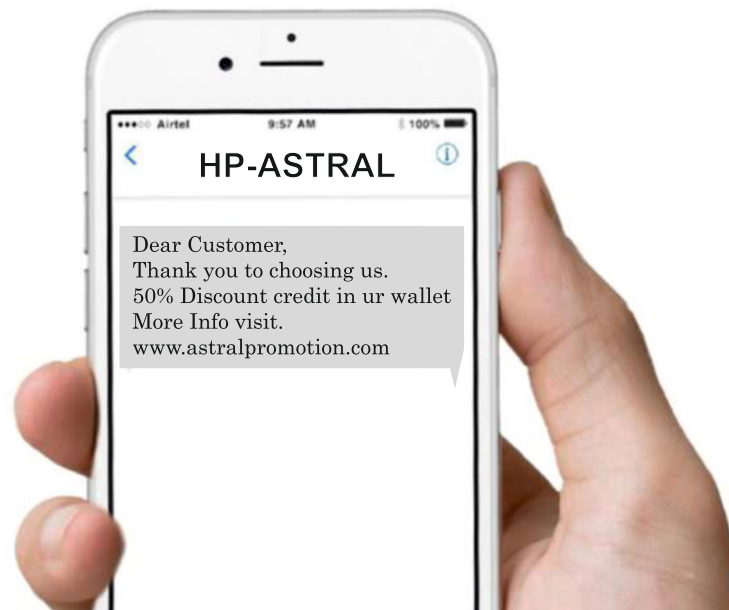 Airtel 9:57 AM 100%
HP-ASTRAL
Dear Customer,
Thank you to choosing us.
50% Discount credit in ur wallet
More Info visit.
www.astralpromotion.com